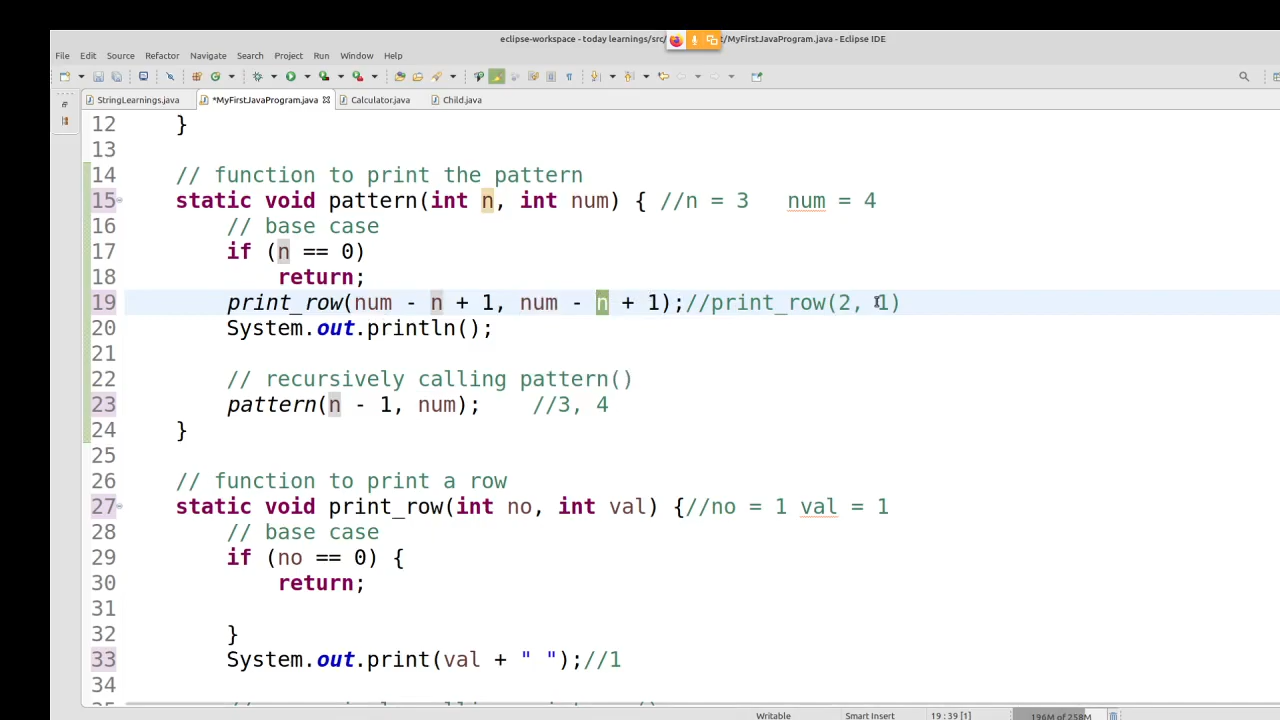 eclipse-workspace - today learnings/src/ t/MyFirstJavaProgram.java - Eclipse IDE
File Edit Source Refactor Navigate Search Project Run Window Help
StringLearnings.java *MyFirstJavaProgram.java Calculator.java Child.java
12 }
13
14 // function to print the pattern
15 static void pattern(int n, int num) { //n = 3 num = 4
16 // base case
17 if (n == 0)
18 return;
19 print_row(num - n + 1, num - n + 1);//print_row(2, 1)
20 System.out.println();
21
22 // recursively calling pattern()
23 pattern(n - 1, num); //3, 4
24 }
25
26 // function to print a row
27 static void print_row(int no, int val) {//no = 1 val = 1
28 // base case
29 if (no == 0) {
30 return;
31
32 }
33 System.out.print(val + " ");//1
34
Writable Smart Insert 19 : 39 [1] 196M of 258M